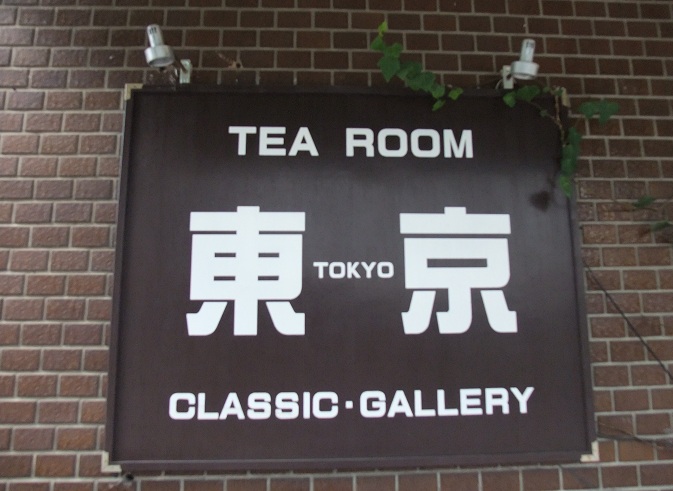 TEA ROOM
東 TOKYO 京
CLASSIC·GALLERY